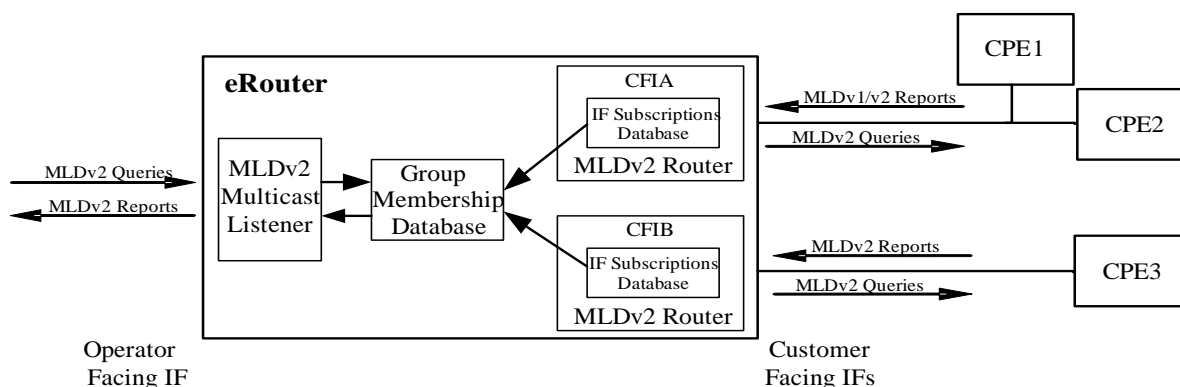 eRouter
MLDv2 Queries
MLDv2 Reports
MLDv2
Multicast
Listener
Group
Membership
Database
CFIA
IF Subscriptions
Database
MLDv2 Router
CFIB
IF Subscriptions
Database
MLDv2 Router
MLDv1/v2 Reports
MLDv2 Queries
CPE1
CPE2
MLDv2 Reports
MLDv2 Queries
CPE3
Operator
Facing IF
Customer
Facing IFs